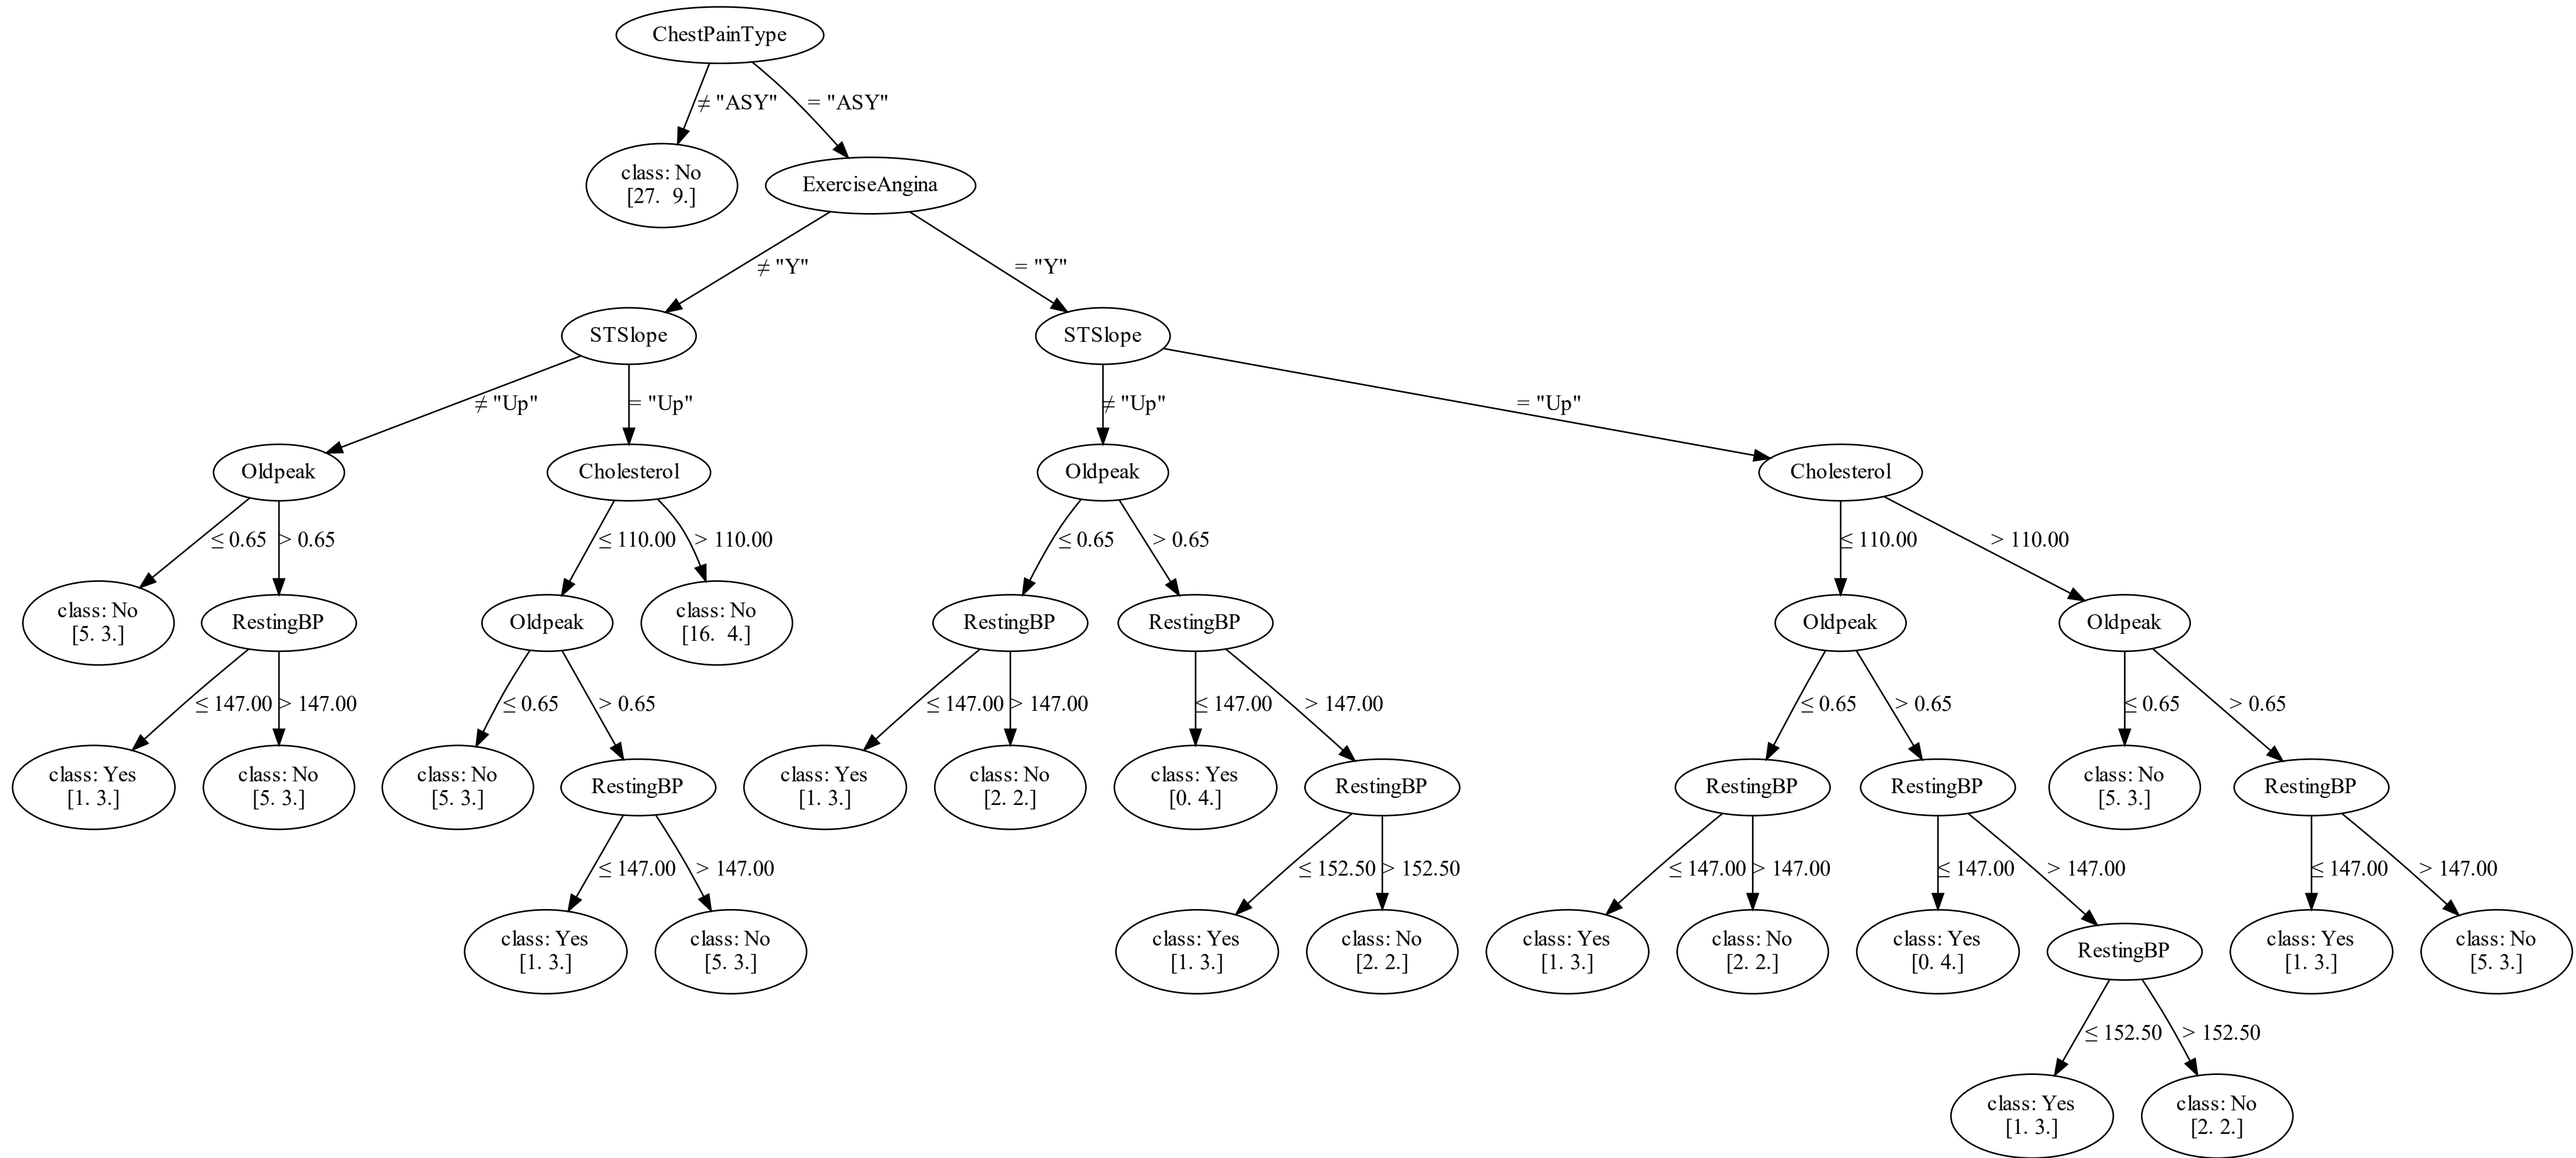 ChestPainType
≠ "ASY"
= "ASY"
class: No
[27.  9.]
ExerciseAngina
≠ "Y"
= "Y"
STSlope
STSlope
≠ "Up"
= "Up"
≠ "Up"
= "Up"
Oldpeak
Cholesterol
Oldpeak
Cholesterol
≤ 0.65
> 0.65
≤ 110.00
> 110.00
≤ 0.65
> 0.65
≤ 110.00
> 110.00
class: No
[5. 3.]
RestingBP
Oldpeak
class: No
[16.  4.]
RestingBP
RestingBP
Oldpeak
Oldpeak
≤ 147.00
> 147.00
≤ 0.65
> 0.65
≤ 147.00
> 147.00
≤ 147.00
> 147.00
≤ 0.65
> 0.65
≤ 0.65
> 0.65
class: Yes
[1. 3.]
class: No
[5. 3.]
class: No
[5. 3.]
RestingBP
class: Yes
[1. 3.]
class: No
[2. 2.]
class: Yes
[0. 4.]
RestingBP
RestingBP
RestingBP
class: No
[5. 3.]
RestingBP
≤ 147.00
> 147.00
≤ 152.50
> 152.50
≤ 147.00
> 147.00
≤ 147.00
> 147.00
≤ 147.00
> 147.00
class: Yes
[1. 3.]
class: No
[5. 3.]
class: Yes
[1. 3.]
class: No
[2. 2.]
class: Yes
[1. 3.]
class: No
[2. 2.]
class: Yes
[0. 4.]
RestingBP
class: Yes
[1. 3.]
class: No
[5. 3.]
≤ 152.50
> 152.50
class: Yes
[1. 3.]
class: No
[2. 2.]